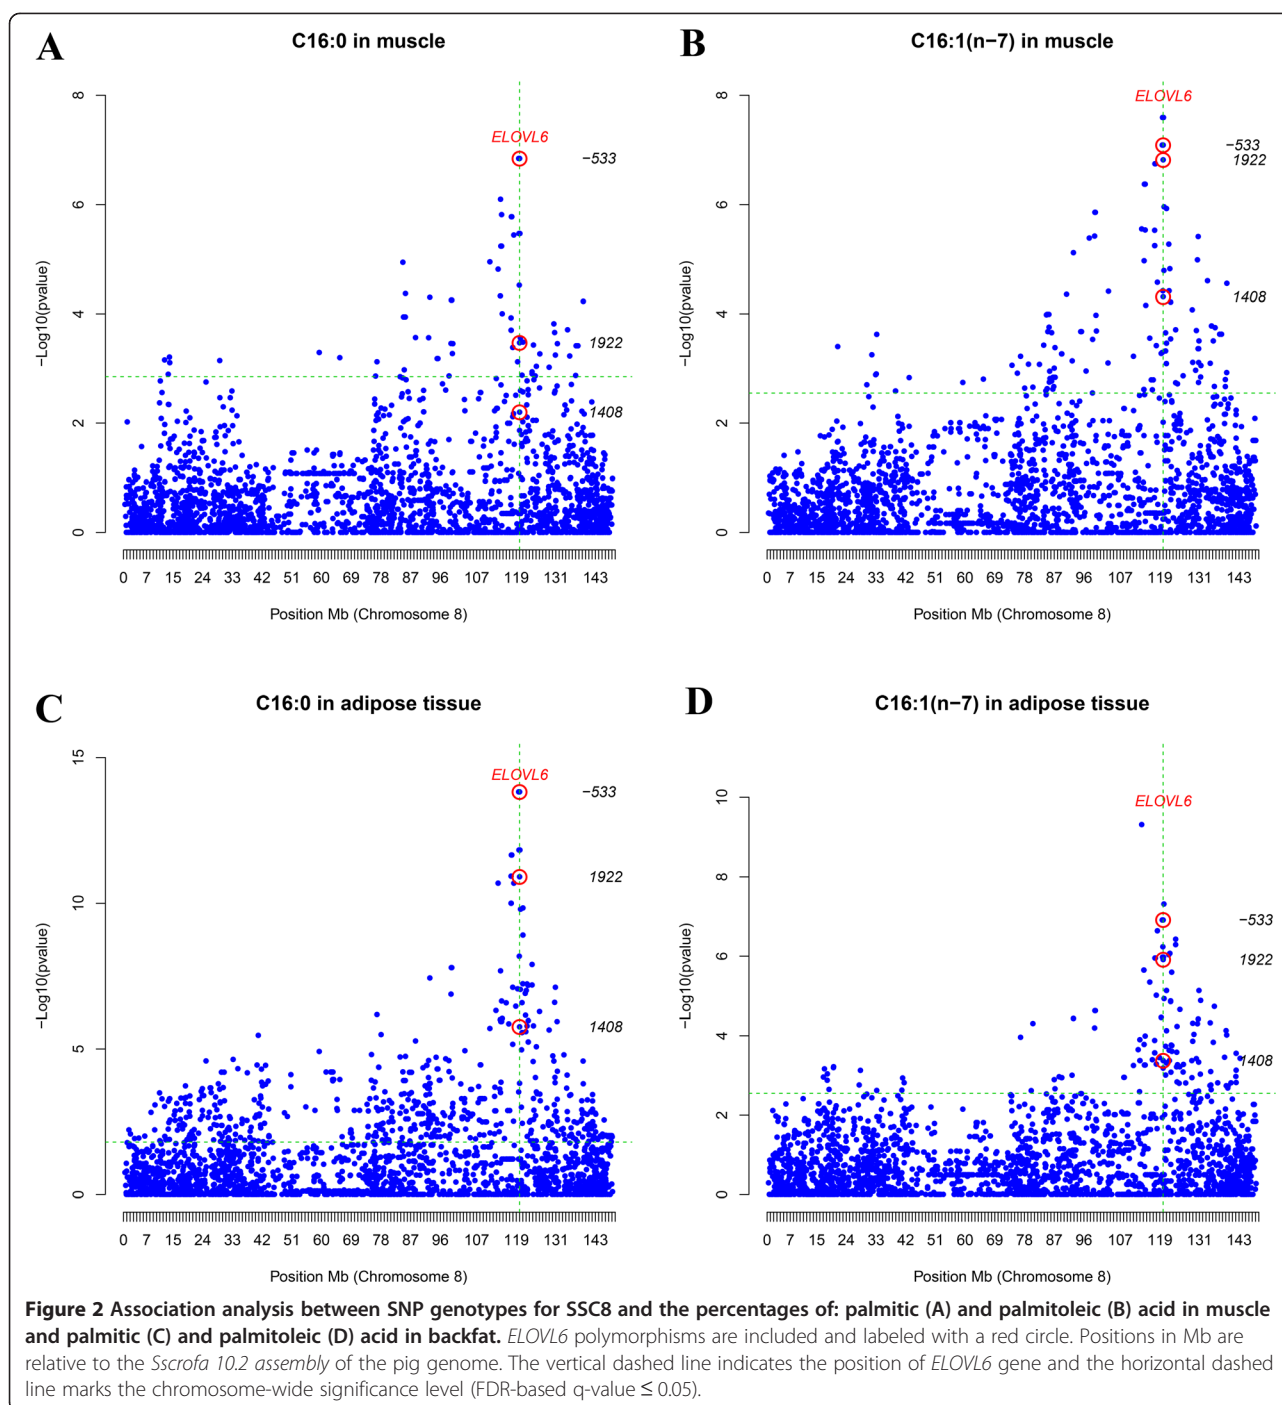 A
C16:0 in muscle
8
6
4
2
0
−Log10(pvalue)
ELOVL6
−533
1922
1408
0 7 15 24 33 42 51 60 69 78 87 96 107 119 131 143
Position Mb (Chromosome 8)
B
C16:1(n−7) in muscle
8
6
4
2
0
−Log10(pvalue)
ELOVL6
−533
1922
1408
0 7 15 24 33 42 51 60 69 78 87 96 107 119 131 143
Position Mb (Chromosome 8)
C
C16:0 in adipose tissue
15
10
5
0
−Log10(pvalue)
ELOVL6
−533
1922
1408
0 7 15 24 33 42 51 60 69 78 87 96 107 119 131 143
Position Mb (Chromosome 8)
D
C16:1(n−7) in adipose tissue
10
8
6
4
2
0
−Log10(pvalue)
ELOVL6
−533
1922
1408
0 7 15 24 33 42 51 60 69 78 87 96 107 119 131 143
Position Mb (Chromosome 8)
Figure 2 Association analysis between SNP genotypes for SSC8 and the percentages of: palmitic (A) and palmitoleic (B) acid in muscle
and palmitic (C) and palmitoleic (D) acid in backfat. ELOVL6 polymorphisms are included and labeled with a red circle. Positions in Mb are
relative to the Sscrofa 10.2 assembly of the pig genome. The vertical dashed line indicates the position of ELOVL6 gene and the horizontal dashed
line marks the chromosome-wide significance level (FDR-based q-value ≤ 0.05).